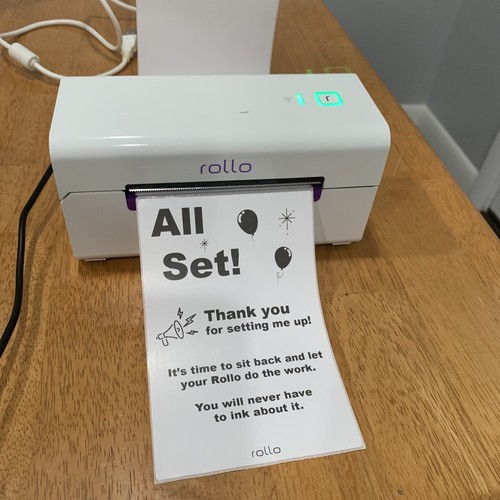 rollo
All
Set!
Thank you
for setting me up!
It's time to sit back and let
your Rollo do the work.
You will never have
to ink about it.
rollo